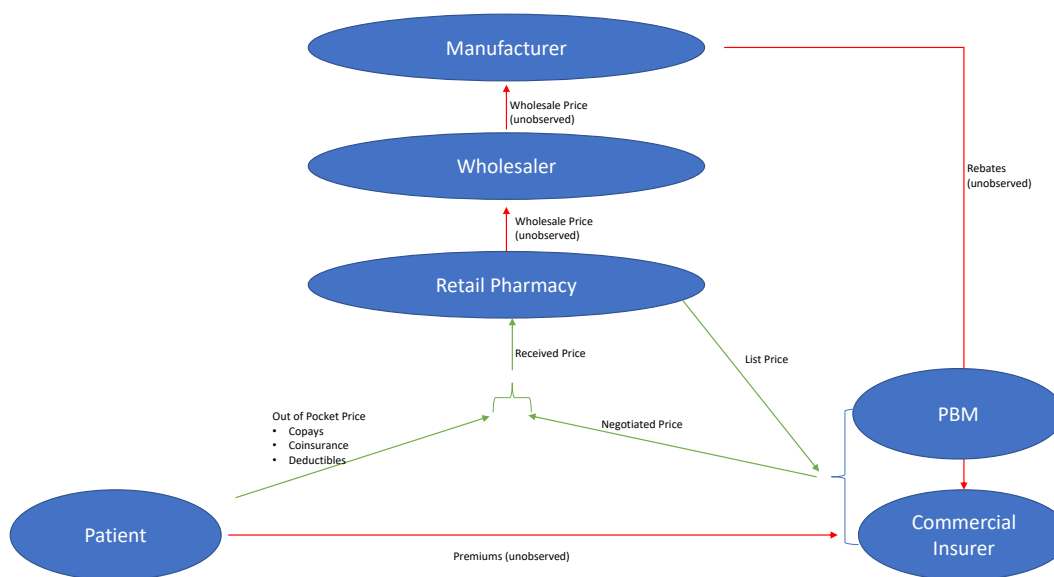 Manufacturer
Wholesale Price
(unobserved)
Wholesaler
Rebates
(unobserved)
Wholesale Price
(unobserved)
Retail Pharmacy
Received Price
List Price
Out of Pocket Price
• Copays
• Coinsurance
• Deductibles
Negotiated Price
PBM
Patient
Commercial
Insurer
Premiums (unobserved)